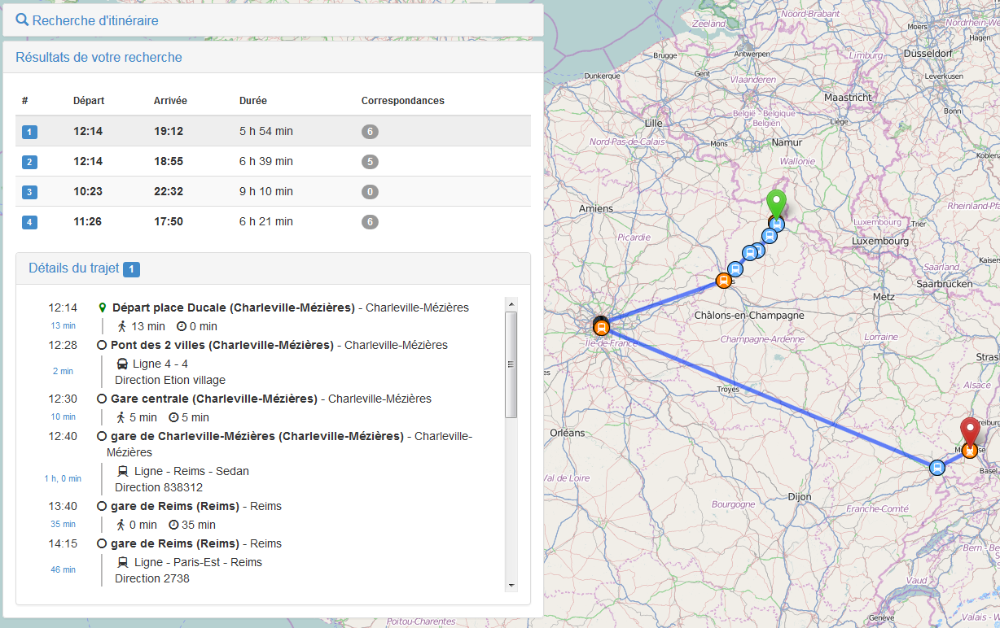 Recherche d'itinéraire
Résultats de votre recherche
# Départ Arrivée Durée Correspondances
1 12:14 19:12 5 h 54 min 6
2 12:14 18:55 6 h 39 min 5
3 10:23 22:32 9 h 10 min 0
4 11:26 17:50 6 h 21 min 6
Détails du trajet 1
12:14 Départ place Ducale (Charleville-Mézières) - Charleville-Mézières
13 min 13 min 0 min
12:28 Pont des 2 villes (Charleville-Mézières) - Charleville-Mézières
Ligne 4 - 4
2 min
Direction Etion village
12:30 Gare centrale (Charleville-Mézières) - Charleville-Mézières
10 min 5 min 5 min
12:40 gare de Charleville-Mézières (Charleville-Mézières) - Charleville-
Mézières
Ligne - Reims - Sedan
1 h, 0 min
Direction 838312
13:40 gare de Reims (Reims) - Reims
35 min 0 min 35 min
14:15 gare de Reims (Reims) - Reims
Ligne - Paris-Est - Reims
46 min
Direction 2738
Noord-Brabant
Zeeland
Moers
Nordrhein-We
Hagen
Brugge
Antwerpen
Düsseldorf
Dunkerque
Gent
Limburg
Leverkusen
Vlaanderen
Maastricht
België - Belgique
- Belgien
Bonn
Lille
Liège
Nord-Pas-de-Calais
Mons
Namur
Koblenz
Wallonie
Amiens
Rheinland-Pfa
Luxembourg
Trier
Picardie
Luxembourg
Saarland
Kaisers
Saarbrücken
Metz
Châlons-en-Champagne
Île-de-France
Champagne-Ardenne
Lorraine
Stras
Troyes
Alsace
Orléans
Freiburg
Basel
Val de Loire
Dijon
Bourgogne
Franche-Comté
Bern - Be
Vaud
Genève
Valais -
Poitou-Charentes